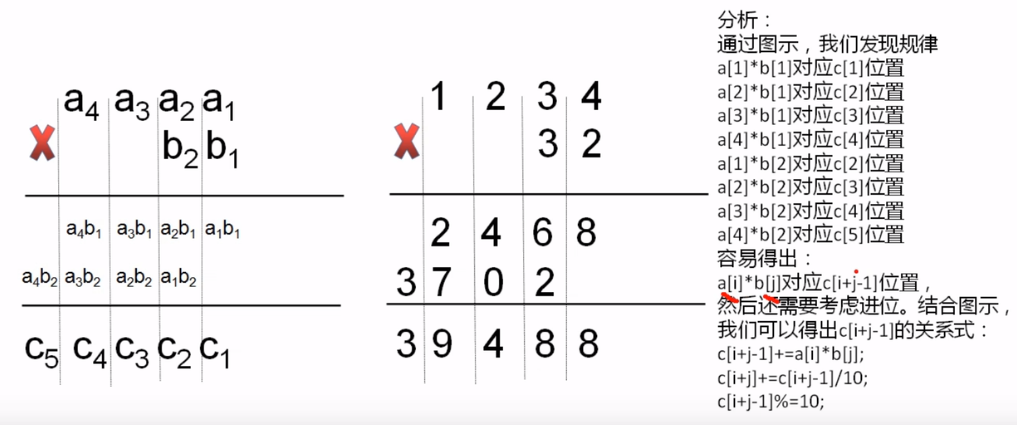 a₄ a₃ a₂ a₁
b₂ b₁
a₄b₁ a₃b₁ a₂b₁ a₁b₁
a₄b₂ a₃b₂ a₂b₂ a₁b₂
c₅ c₄ c₃ c₂ c₁
1 2 3 4
3 2
2 4 6 8
3 7 0 2
3 9 4 8 8
分析：
通过图示，我们发现规律
a[1]*b[1]对应c[1]位置
a[2]*b[1]对应c[2]位置
a[3]*b[1]对应c[3]位置
a[4]*b[1]对应c[4]位置
a[1]*b[2]对应c[2]位置
a[2]*b[2]对应c[3]位置
a[3]*b[2]对应c[4]位置
a[4]*b[2]对应c[5]位置
容易得出：
a[i]*b[j]对应c[i+j-1]位置，
然后还需要考虑进位。结合图示，
我们可以得出c[i+j-1]的关系式：
c[i+j-1]+=a[i]*b[j];
c[i+j]+=c[i+j-1]/10;
c[i+j-1]%=10;